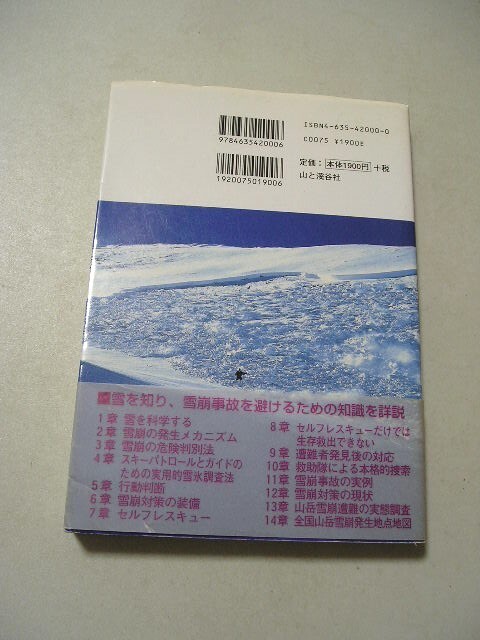 ISBN4-635-42000-0
C0075 ¥1900E
9784635420006
定価：本体1900円＋税
1920075019006
山と溪谷社
雪を知り、雪崩事故を避けるための知識を詳説
1章 雪を科学する
2章 雪崩の発生メカニズム
3章 雪崩の危険判別法
4章 スキーパトロールとガイドの
ための実用的雪氷調査法
5章 行動判断
6章 雪崩対策の装備
7章 セルフレスキュー
8章 セルフレスキューだけでは
生存救出できない
9章 遭難者発見後の対応
10章 救助隊による本格的捜索
11章 雪崩事故の実例
12章 雪崩対策の現状
13章 山岳雪崩遭難の実態調査
14章 全国山岳雪崩発生地点地図